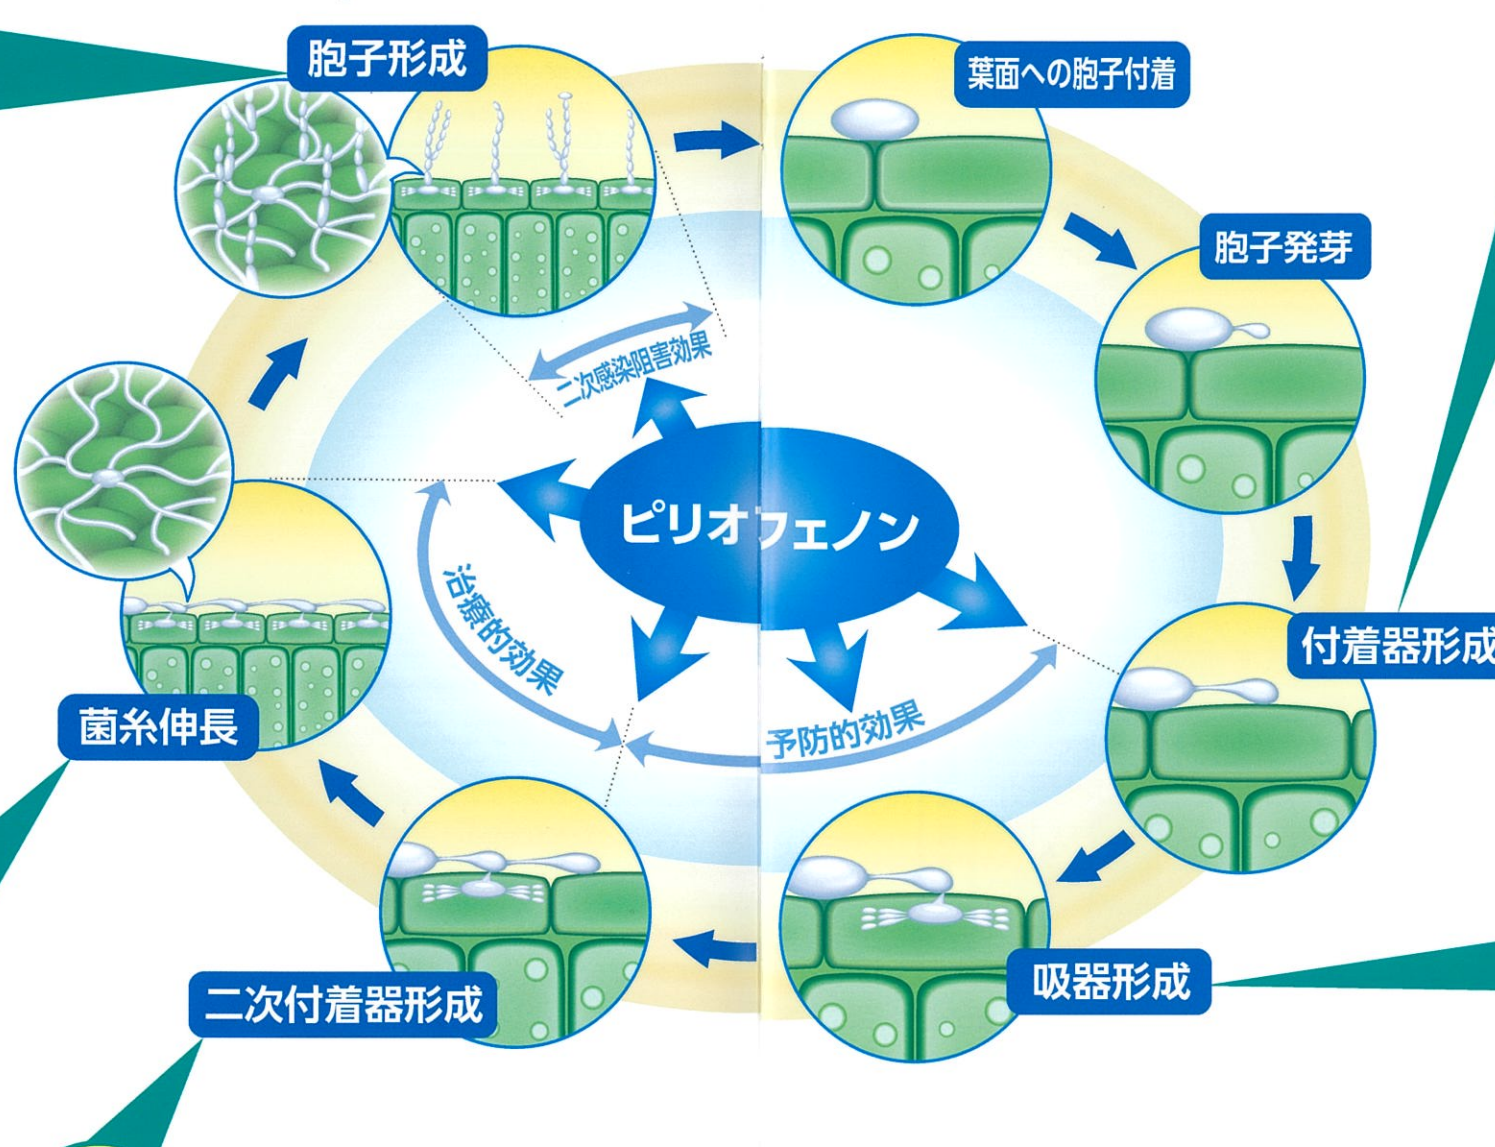 胞子形成
葉面への胞子付着
胞子発芽
二次感染阻害効果
ピリオフェノン
治療的効果
予防的効果
付着器形成
菌糸伸長
吸器形成
二次付着器形成